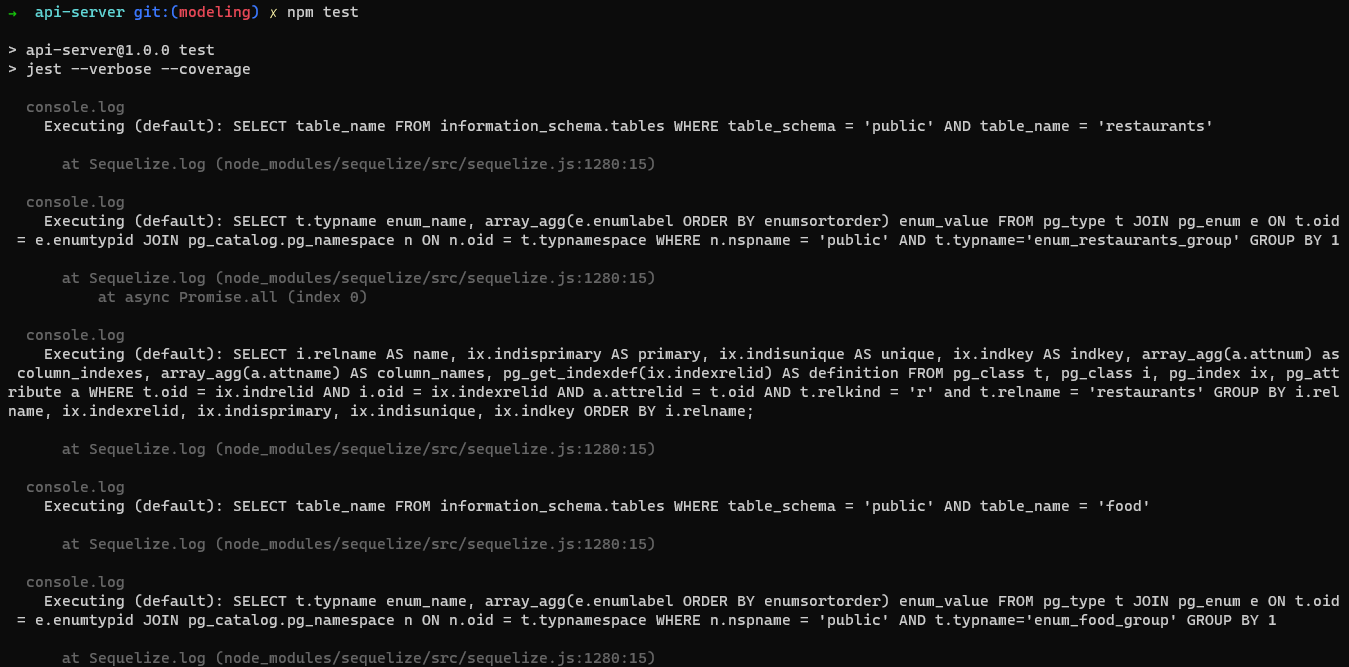 → api-server git:(modeling) ✗ npm test
> api-server@1.0.0 test
> jest --verbose --coverage
console.log
Executing (default): SELECT table_name FROM information_schema.tables WHERE table_schema = 'public' AND table_name = 'restaurants'
at Sequelize.log (node_modules/sequelize/src/sequelize.js:1280:15)
console.log
Executing (default): SELECT t.typname enum_name, array_agg(e.enumlabel ORDER BY enumsortorder) enum_value FROM pg_type t JOIN pg_enum e ON t.oid
= e.enumtypid JOIN pg_catalog.pg_namespace n ON n.oid = t.typnamespace WHERE n.nspname = 'public' AND t.typname='enum_restaurants_group' GROUP BY 1
at Sequelize.log (node_modules/sequelize/src/sequelize.js:1280:15)
at async Promise.all (index 0)
console.log
Executing (default): SELECT i.relname AS name, ix.indisprimary AS primary, ix.indisunique AS unique, ix.indkey AS indkey, array_agg(a.attnum) as
column_indexes, array_agg(a.attname) AS column_names, pg_get_indexdef(ix.indexrelid) AS definition FROM pg_class t, pg_class i, pg_index ix, pg_att
ribute a WHERE t.oid = ix.indrelid AND i.oid = ix.indexrelid AND a.attrelid = t.oid AND t.relkind = 'r' and t.relname = 'restaurants' GROUP BY i.rel
name, ix.indexrelid, ix.indisprimary, ix.indisunique, ix.indkey ORDER BY i.relname;
at Sequelize.log (node_modules/sequelize/src/sequelize.js:1280:15)
console.log
Executing (default): SELECT table_name FROM information_schema.tables WHERE table_schema = 'public' AND table_name = 'food'
at Sequelize.log (node_modules/sequelize/src/sequelize.js:1280:15)
console.log
Executing (default): SELECT t.typname enum_name, array_agg(e.enumlabel ORDER BY enumsortorder) enum_value FROM pg_type t JOIN pg_enum e ON t.oid
= e.enumtypid JOIN pg_catalog.pg_namespace n ON n.oid = t.typnamespace WHERE n.nspname = 'public' AND t.typname='enum_food_group' GROUP BY 1
at Sequelize.log (node_modules/sequelize/src/sequelize.js:1280:15)